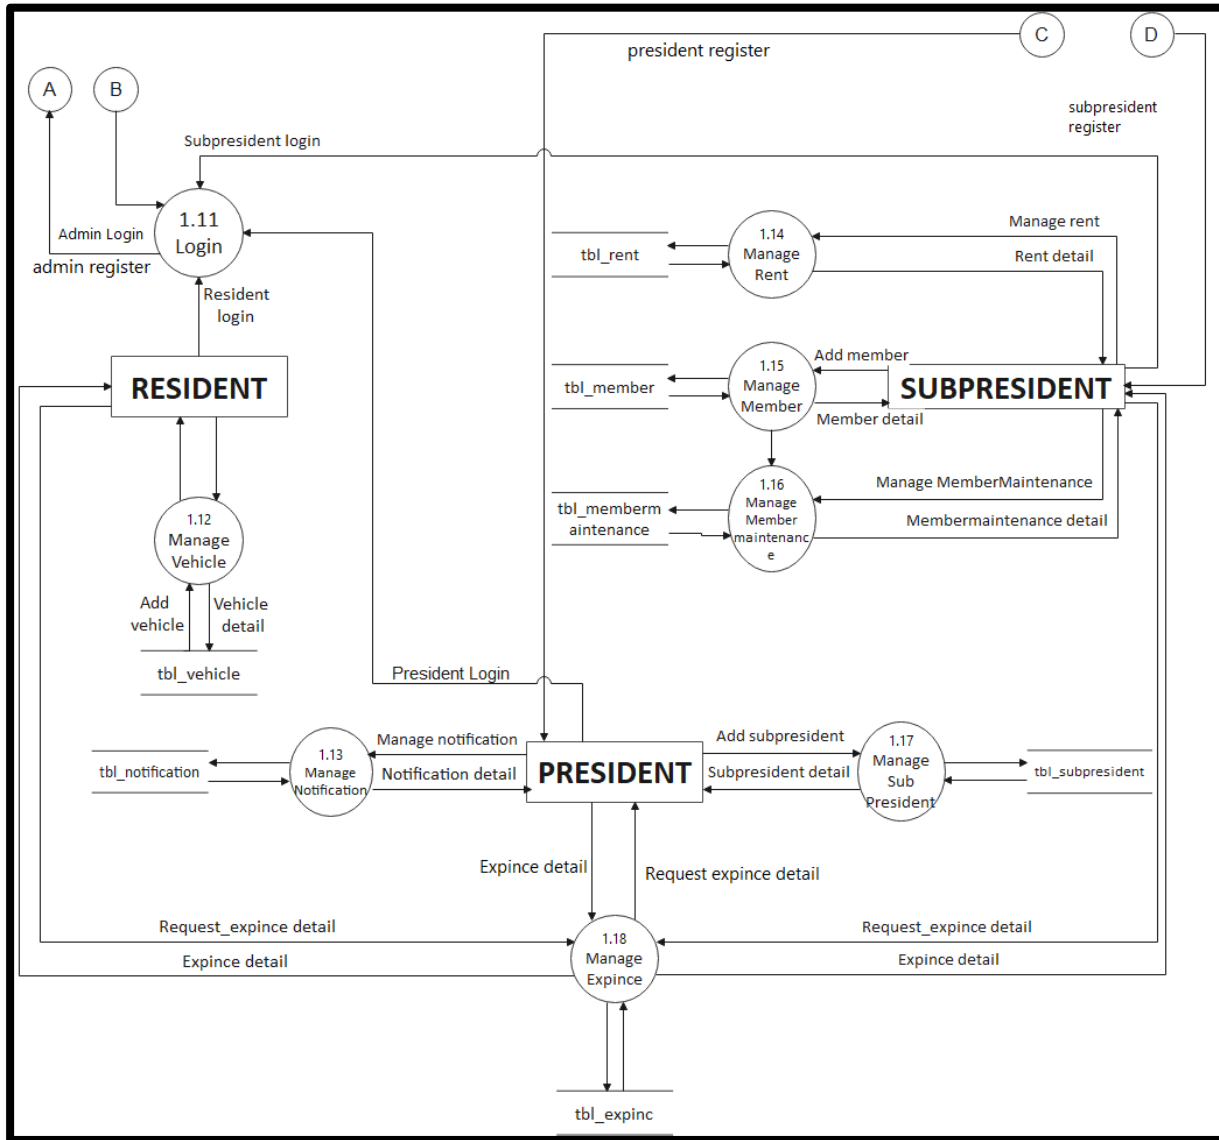 C
D
president register
A
B
subpresident
register
Subpresident login
1.11
Login
Admin Login
admin register
Resident
login
1.14
Manage
Rent
tbl_rent
Manage rent
Rent detail
RESIDENT
1.15
Manage
Member
tbl_member
Add member
Member detail
SUBPRESIDENT
1.16
Manage
Member
maintenanc
e
tbl_memberm
aintenance
Manage MemberMaintenance
Membermaintenance detail
1.12
Manage
Vehicle
Add
vehicle
Vehicle
detail
tbl_vehicle
President Login
1.13
Manage
Notification
tbl_notification
Manage notification
Notification detail
PRESIDENT
Add subpresident
Subpresident detail
1.17
Manage
Sub
President
tbl_subpresident
Expince detail
Request expince detail
Request_expince detail
Expince detail
1.18
Manage
Expince
Request_expince detail
Expince detail
tbl_expinc